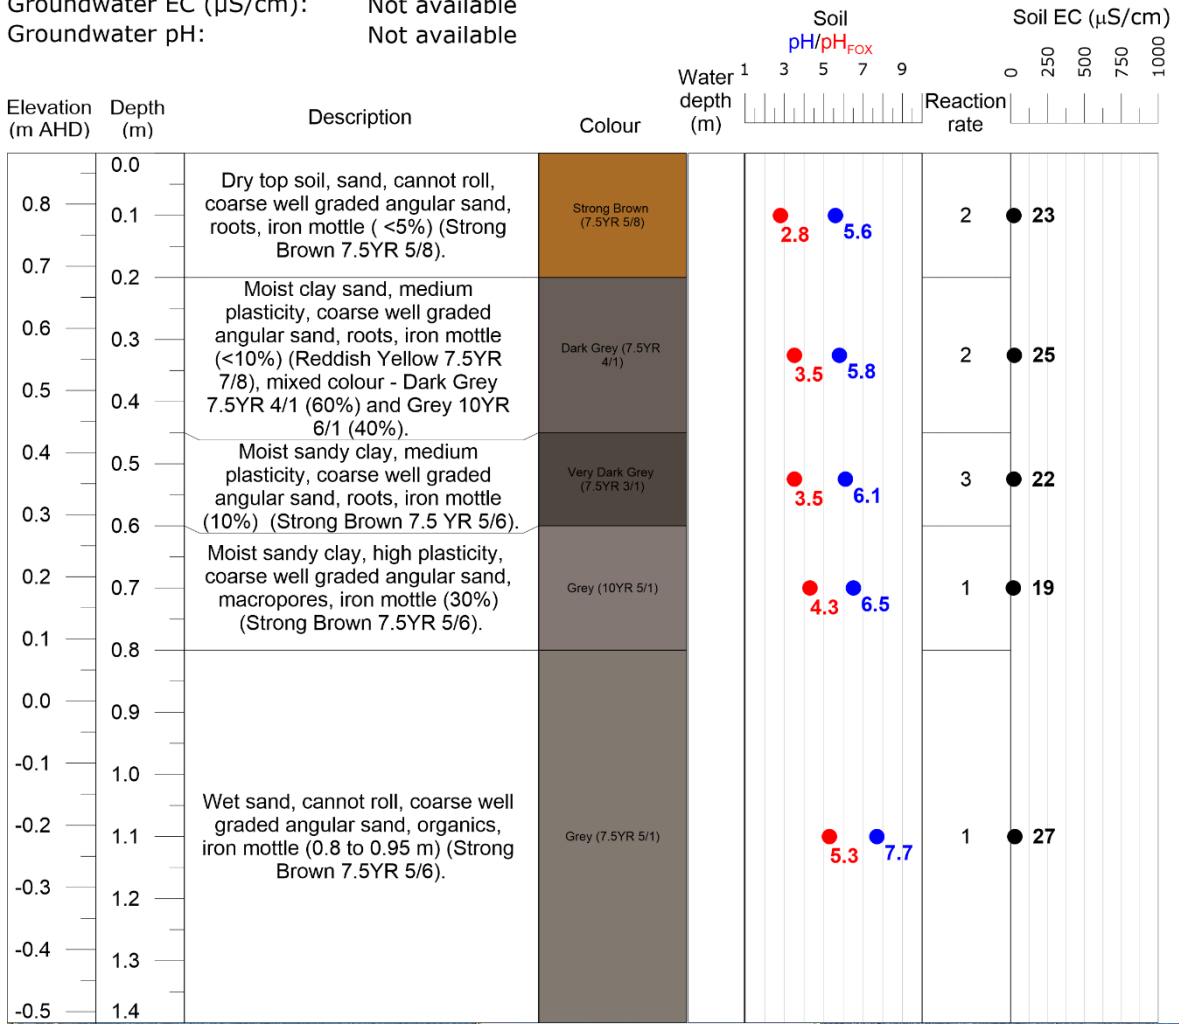 Groundwater EC (µS/cm): Not available
Groundwater pH: Not available
Elevation
(m AHD)
Depth
(m)
Description
Colour
Water
depth
(m)
Soil
pH/pHFOX
1 3 5 7 9
Reaction
rate
Soil EC (µS/cm)
0 250 500 750 1000
0.8
0.7
0.6
0.5
0.4
0.3
0.2
0.1
0.0
-0.1
-0.2
-0.3
-0.4
-0.5
0.0
0.1
0.2
0.3
0.4
0.5
0.6
0.7
0.8
0.9
1.0
1.1
1.2
1.3
1.4
Dry top soil, sand, cannot roll,
coarse well graded angular sand,
roots, iron mottle ( <5%) (Strong
Brown 7.5YR 5/8).
Strong Brown
(7.5YR 5/8)
2.8 5.6
2
23
Moist clay sand, medium
plasticity, coarse well graded
angular sand, roots, iron mottle
(<10%) (Reddish Yellow 7.5YR
7/8), mixed colour - Dark Grey
7.5YR 4/1 (60%) and Grey 10YR
6/1 (40%).
Dark Grey (7.5YR
4/1)
3.5 5.8
2
25
Moist sandy clay, medium
plasticity, coarse well graded
angular sand, roots, iron mottle
(10%) (Strong Brown 7.5 YR 5/6).
Very Dark Grey
(7.5YR 3/1)
3.5 6.1
3
22
Moist sandy clay, high plasticity,
coarse well graded angular sand,
macropores, iron mottle (30%)
(Strong Brown 7.5YR 5/6).
Grey (10YR 5/1)
4.3 6.5
1
19
Wet sand, cannot roll, coarse well
graded angular sand, organics,
iron mottle (0.8 to 0.95 m) (Strong
Brown 7.5YR 5/6).
Grey (7.5YR 5/1)
5.3 7.7
1
27